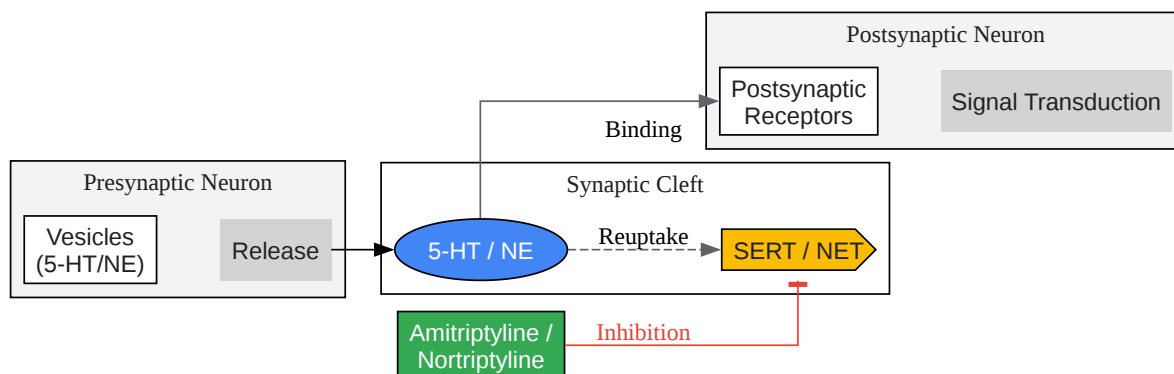 Postsynaptic Neuron
Postsynaptic
Receptors
Signal Transduction
Binding
Presynaptic Neuron
Vesicles
(5-HT/NE)
Release
Synaptic Cleft
5-HT / NE
Reuptake
SERT / NET
Amitriptyline /
Nortriptyline
Inhibition